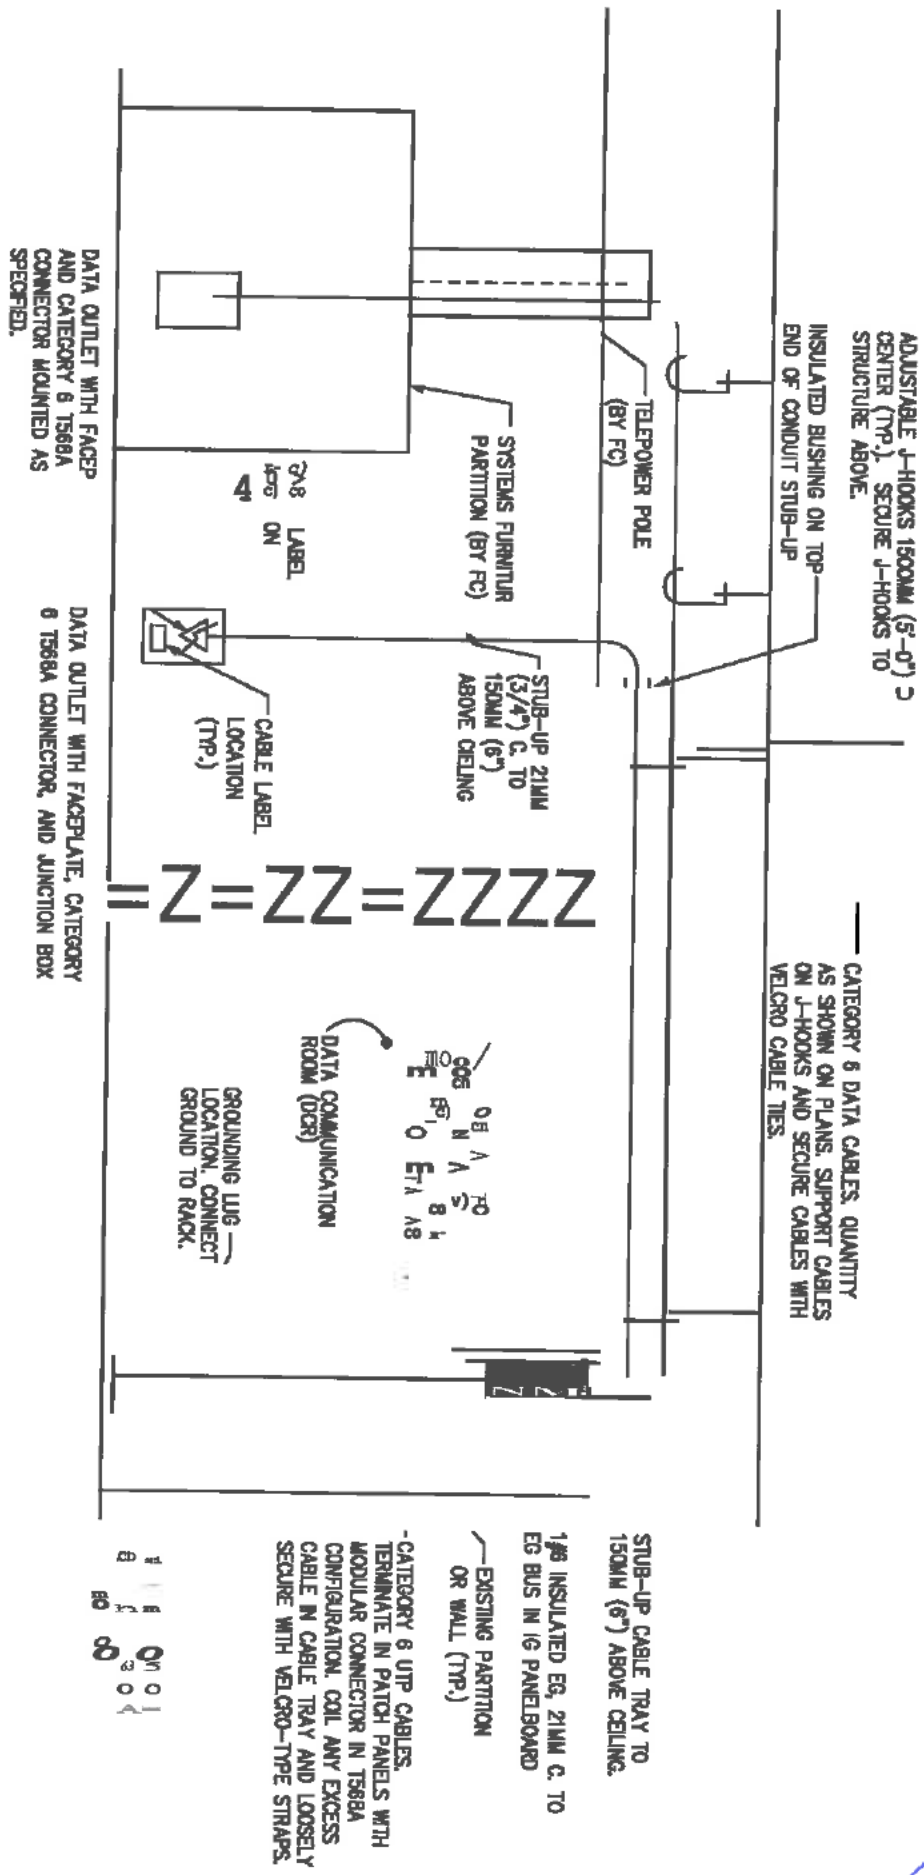 ADJUSTABLE J-HOOKS 1500MM (5'-0")
CENTER (TYP.). SECURE J-HOOKS TO
STRUCTURE ABOVE.
INSULATED BUSHING ON TOP
END OF CONDUIT STUB-UP
TELEPOWER POLE
(BY FC)
SYSTEMS FURNITUR
PARTITION (BY FC)
LABEL
ON
4
DATA OUTLET WITH FACEP
AND CATEGORY 6 T568A
CONNECTOR MOUNTED AS
SPECIFIED.
STUB-UP 21MM
(3/4") C. TO
150MM (6")
ABOVE CIELING
CABLE LABEL
LOCATION
(TYP.)
DATA OUTLET WITH FACEPLATE, CATEGORY
6 T568A CONNECTOR, AND JUNCTION BOX
CATEGORY 6 DATA CABLES. QUANTITY
AS SHOWN ON PLANS. SUPPORT CABLES
ON J-HOOKS AND SECURE CABLES WITH
VELCRO CABLE TIES.
DATA COMMUNICATION
ROOM (DCR)
GROUNDING LUG
LOCATION. CONNECT
GROUND TO RACK.
STUB-UP CABLE TRAY TO
150MM (6") ABOVE CEILING.
1#6 INSULATED EG, 21MM C. TO
EG BUS IN IG PANELBOARD
EXISTING PARTITION
OR WALL (TYP.)
-CATEGORY 6 UTP CABLES.
TERMINATE IN PATCH PANELS WITH
MODULAR CONNECTOR IN T568A
CONFIGURATION. COIL ANY EXCESS
CABLE IN CABLE TRAY AND LOOSELY
SECURE WITH VELCRO-TYPE STRAPS.